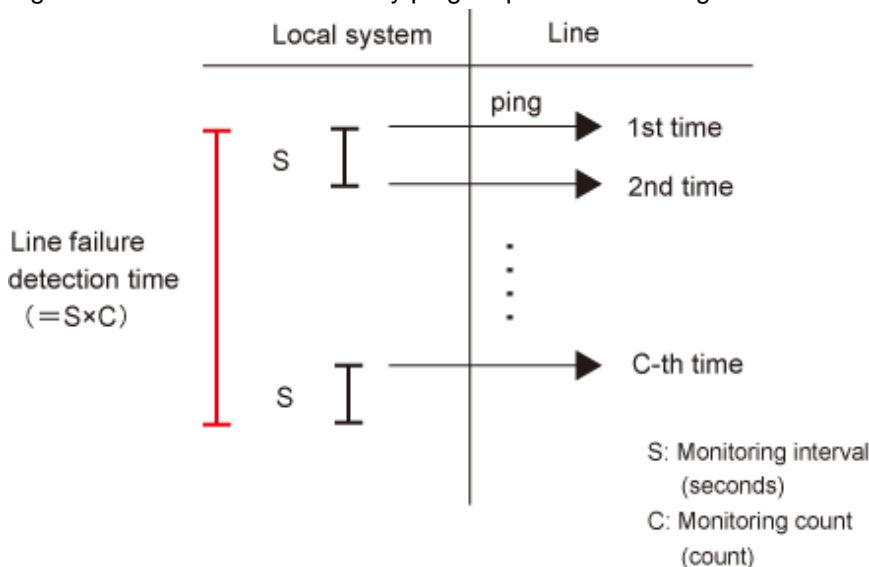 Local system
Line
ping
1st time
S
2nd time
Line failure
detection time
(=S×C)
C-th time
S
S: Monitoring interval
(seconds)
C: Monitoring count
(count)